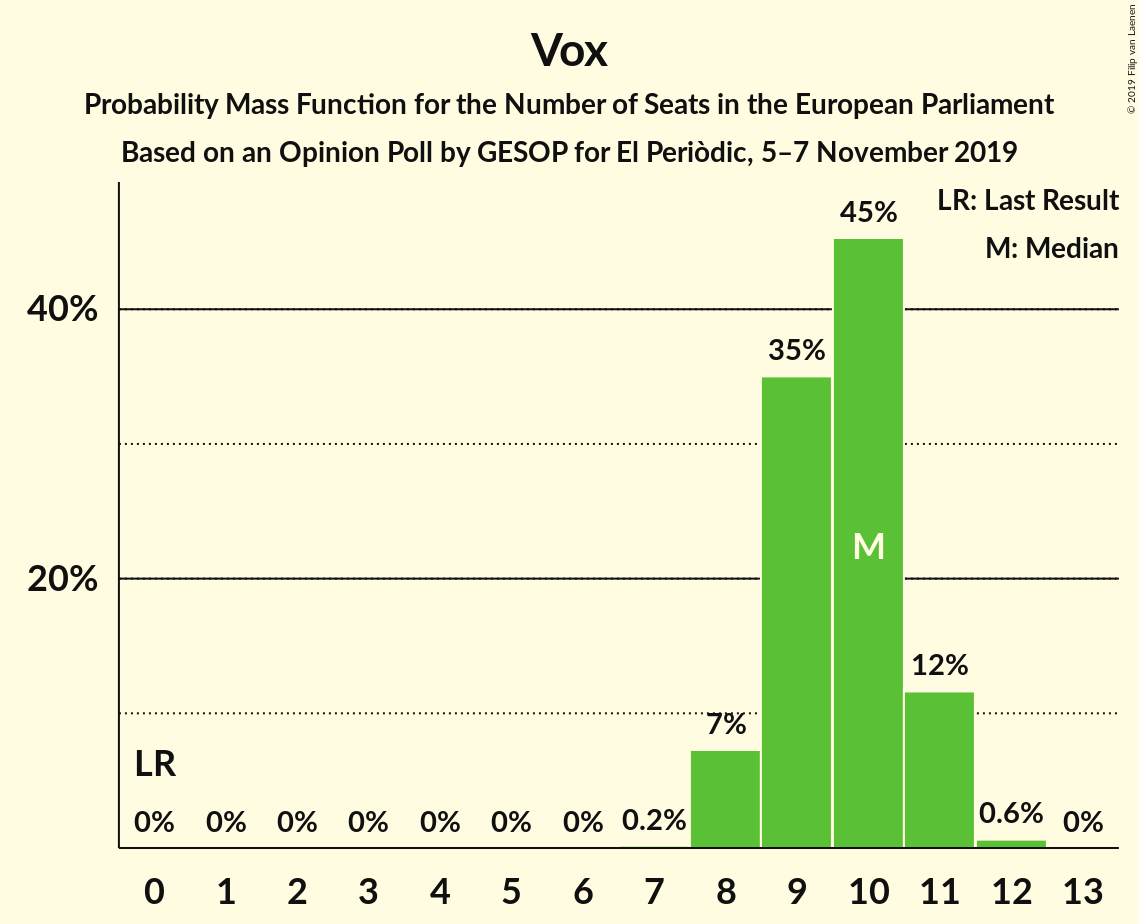 Vox
Probability Mass Function for the Number of Seats in the European Parliament
Based on an Opinion Poll by GESOP for El Periòdic, 5–7 November 2019
© 2019 Filip van Laenen
LR: Last Result
M: Median
40%
20%
45%
35%
M
12%
7%
LR
0%
0%
0%
0%
0%
0%
0%
0.2%
0.6%
0%
0 1 2 3 4 5 6 7 8 9 10 11 12 13